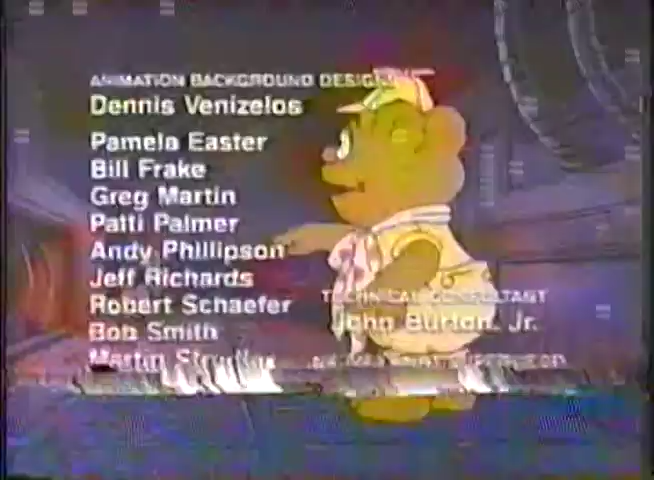 ANIMATION BACKGROUND DESIGN
Dennis Venizelos
Pamela Easter
Bill Frake
Greg Martin
Patti Palmer
Andy Phillipson
Jeff Richards
Robert Schaefer
Bob Smith
Martin
TECHNICAL CONSULTANT
John Burton, Jr.